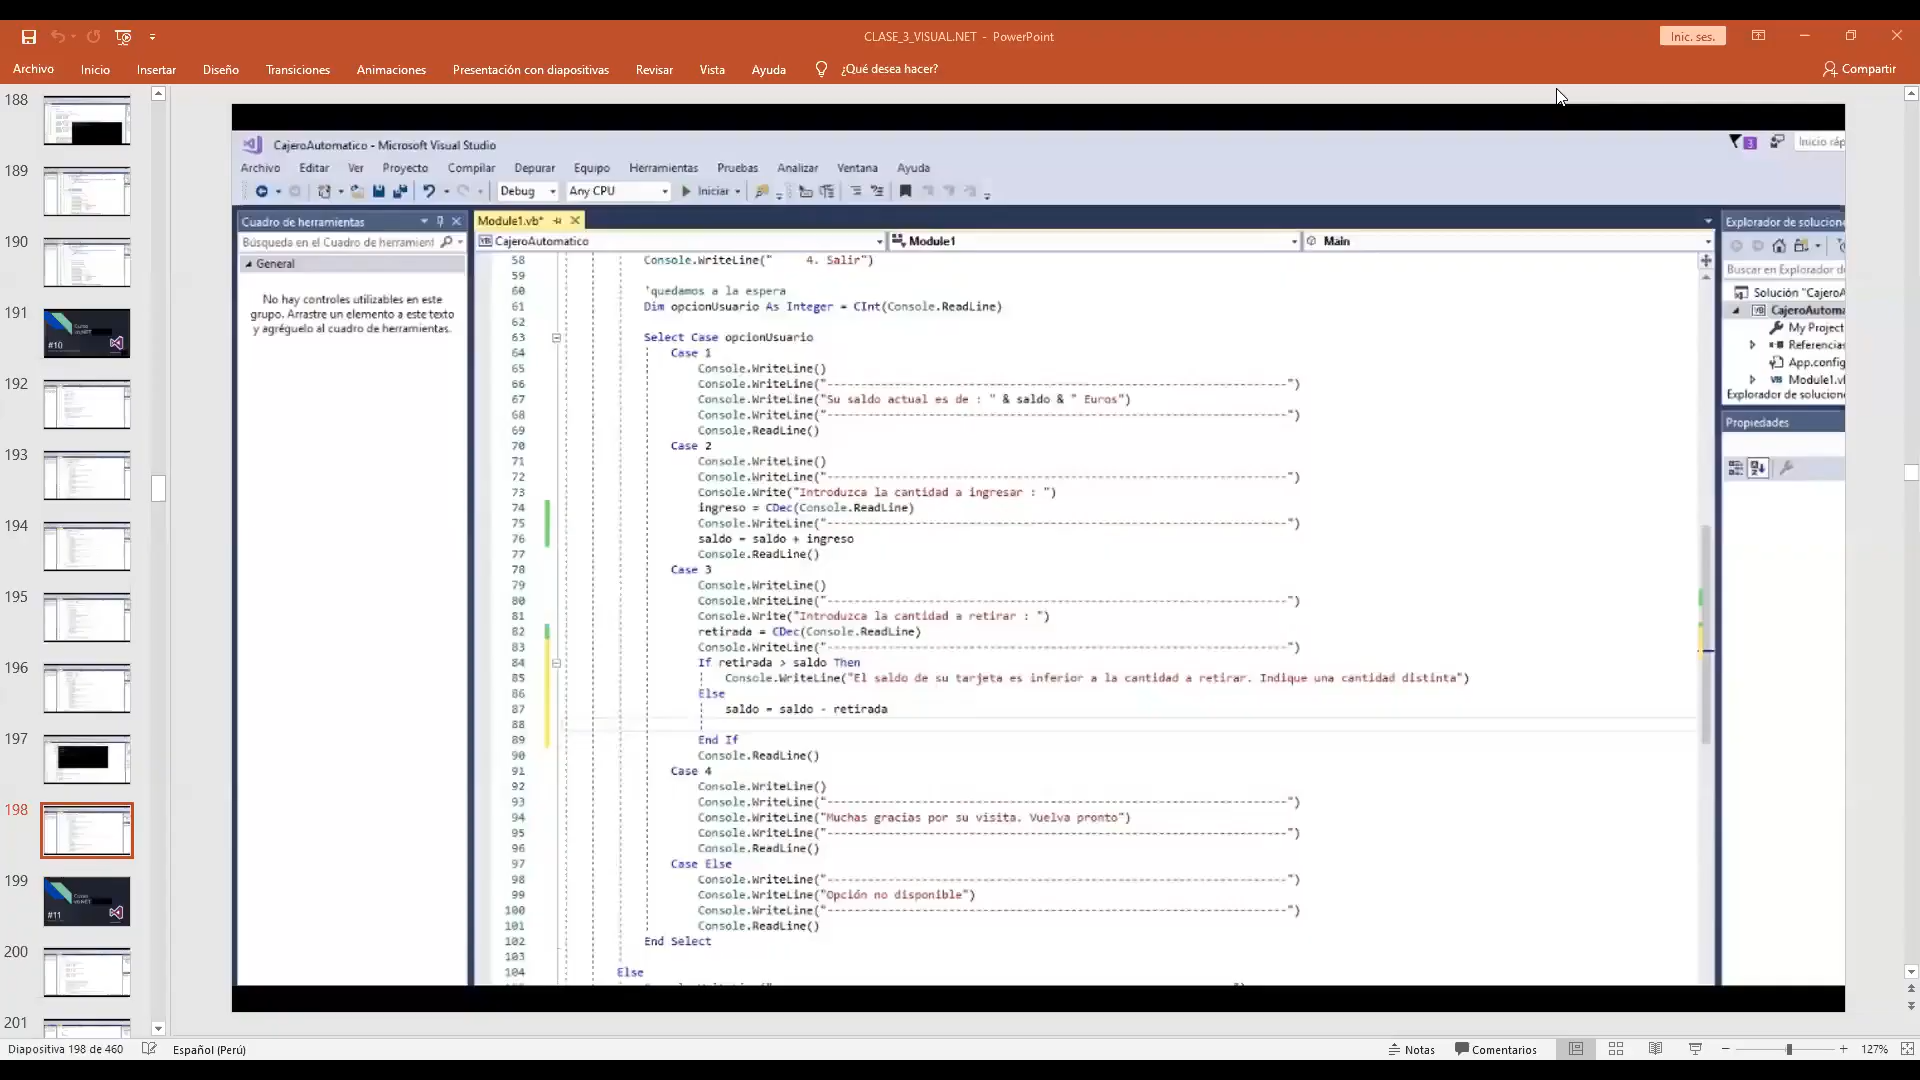 CLASE_3_VISUAL.NET - PowerPoint
Inic. ses.
Archivo Inicio Insertar Diseño Transiciones Animaciones Presentación con diapositivas Revisar Vista Ayuda ¿Qué desea hacer? Compartir
188
189
190
191
#10
192
193
194
195
196
197
198
199
#11
200
201
CajeroAutomatico - Microsoft Visual Studio
3
Inicio ráp
Archivo Editar Ver Proyecto Compilar Depurar Equipo Herramientas Pruebas Analizar Ventana Ayuda
Debug Any CPU Iniciar
Cuadro de herramientas
Búsqueda en el Cuadro de herramient
General
No hay controles utilizables en este
grupo. Arrastre un elemento a este texto
y agréguelo al cuadro de herramientas.
Module1.vb*
CajeroAutomatico Module1 Main
58 Console.WriteLine("     4. Salir")
59
60 'quedamos a la espera
61 Dim opcionUsuario As Integer = CInt(Console.ReadLine)
62
63 Select Case opcionUsuario
64 Case 1
65 Console.WriteLine()
66 Console.WriteLine("--------------------------------------------------------------------")
67 Console.WriteLine("Su saldo actual es de : " & saldo & " Euros")
68 Console.WriteLine("--------------------------------------------------------------------")
69 Console.ReadLine()
70 Case 2
71 Console.WriteLine()
72 Console.WriteLine("--------------------------------------------------------------------")
73 Console.Write("Introduzca la cantidad a ingresar : ")
74 ingreso = CDec(Console.ReadLine)
75 Console.WriteLine("--------------------------------------------------------------------")
76 saldo = saldo + ingreso
77 Console.ReadLine()
78 Case 3
79 Console.WriteLine()
80 Console.WriteLine("--------------------------------------------------------------------")
81 Console.Write("Introduzca la cantidad a retirar : ")
82 retirada = CDec(Console.ReadLine)
83 Console.WriteLine("--------------------------------------------------------------------")
84 If retirada > saldo Then
85 Console.WriteLine("El saldo de su tarjeta es inferior a la cantidad a retirar. Indique una cantidad distinta")
86 Else
87 saldo = saldo - retirada
88
89 End If
90 Console.ReadLine()
91 Case 4
92 Console.WriteLine()
93 Console.WriteLine("--------------------------------------------------------------------")
94 Console.WriteLine("Muchas gracias por su visita. Vuelva pronto")
95 Console.WriteLine("--------------------------------------------------------------------")
96 Console.ReadLine()
97 Case Else
98 Console.WriteLine("--------------------------------------------------------------------")
99 Console.WriteLine("Opción no disponible")
100 Console.WriteLine("--------------------------------------------------------------------")
101 Console.ReadLine()
102 End Select
103
104 Else
Explorador de solucione
Buscar en Explorador de
Solución "CajeroA
CajeroAutoma
My Project
Referencias
App.config
Module1.vl
Explorador de solucione
Propiedades
Diapositiva 198 de 460 Español (Perú) Notas Comentarios 127%